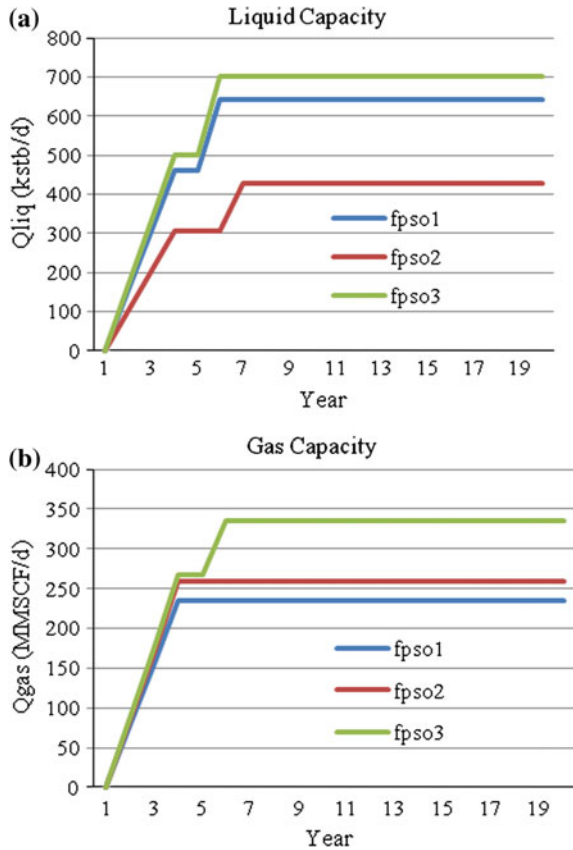 (a) Liquid Capacity
800
700
600
500
400
300
200
100
0
Qliq (kstb/d)
fpso1
fpso2
fpso3
1 3 5 7 9 11 13 15 17 19
Year
(b) Gas Capacity
400
350
300
250
200
150
100
50
0
Qgas (MMSCF/d)
fpso1
fpso2
fpso3
1 3 5 7 9 11 13 15 17 19
Year